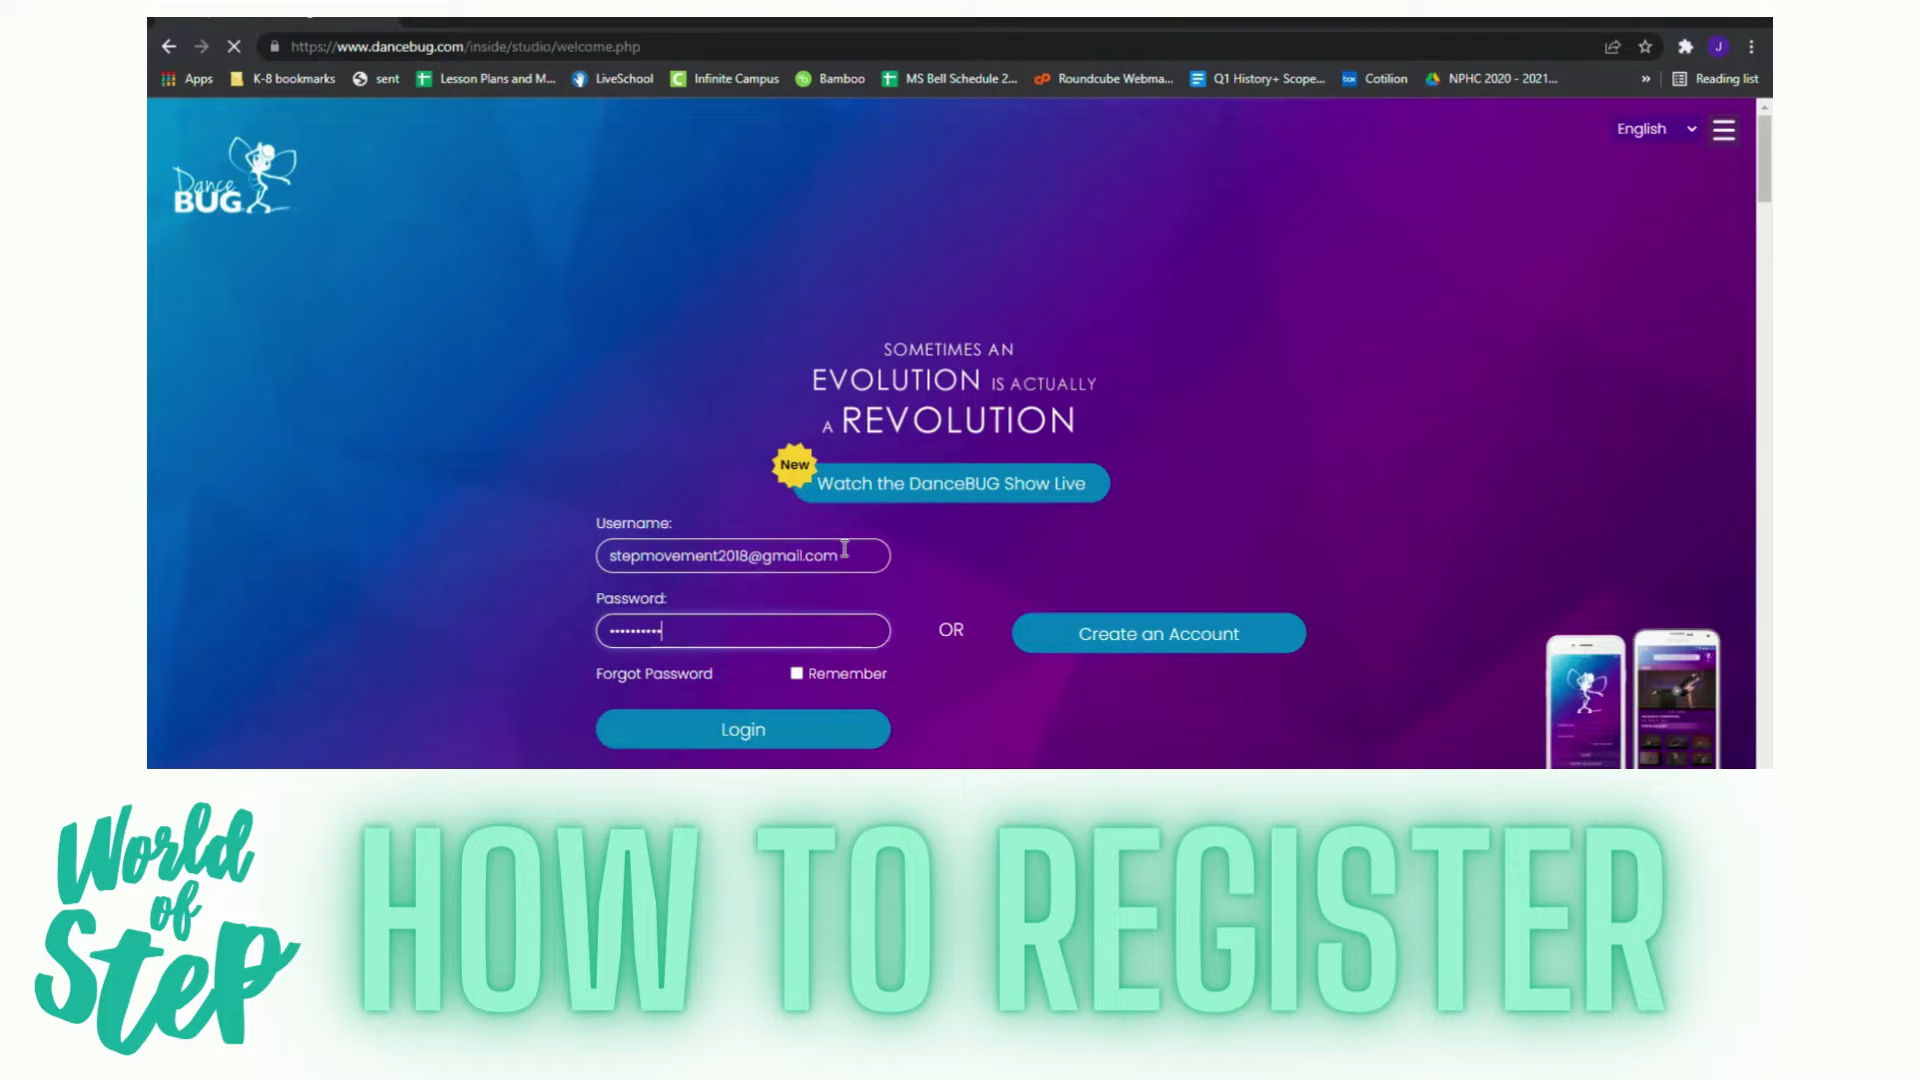 https://www.dancebug.com/inside/studio/welcome.php
J
Apps K-8 bookmarks sent Lesson Plans and M... LiveSchool Infinite Campus Bamboo MS Bell Schedule 2... Roundcube Webma... Q1 History+ Scope... box Cotilion NPHC 2020 - 2021... » Reading list
English
Dance
BUG
SOMETIMES AN
EVOLUTION IS ACTUALLY
A REVOLUTION
New
Watch the DanceBUG Show Live
Username:
stepmovement2018@gmail.com
Password:
••••••••••
OR
Create an Account
Forgot Password Remember
Login
World
of
Step
HOW TO REGISTER